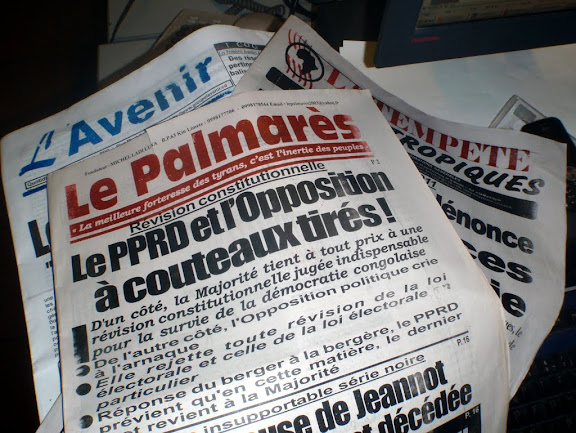 L'Avenir
Le Palmarès
• La meilleure forteresse des tyrans, c'est l'inertie des peuples •
Révision constitutionnelle
P.2
Le PPRD et l'Opposition
à couteaux tirés !
D'un côté, la Majorité tient à tout prix à une
révision constitutionnelle jugée indispensable
pour la survie de la démocratie congolaise
De l'autre côté, l'Opposition politique crie
à l'arnaque
Elle rejette toute révision de la loi
électorale et celle de la loi électorale en
particulier
Réponse du berger à la bergère, le PPRD
prévient qu'en cette matière, le dernier
et revient à la Majorité
P.16
insupportable série noire
use de Jeannot
t décédée
P. 16
TEMPETE
TROPIQUES
dénonce